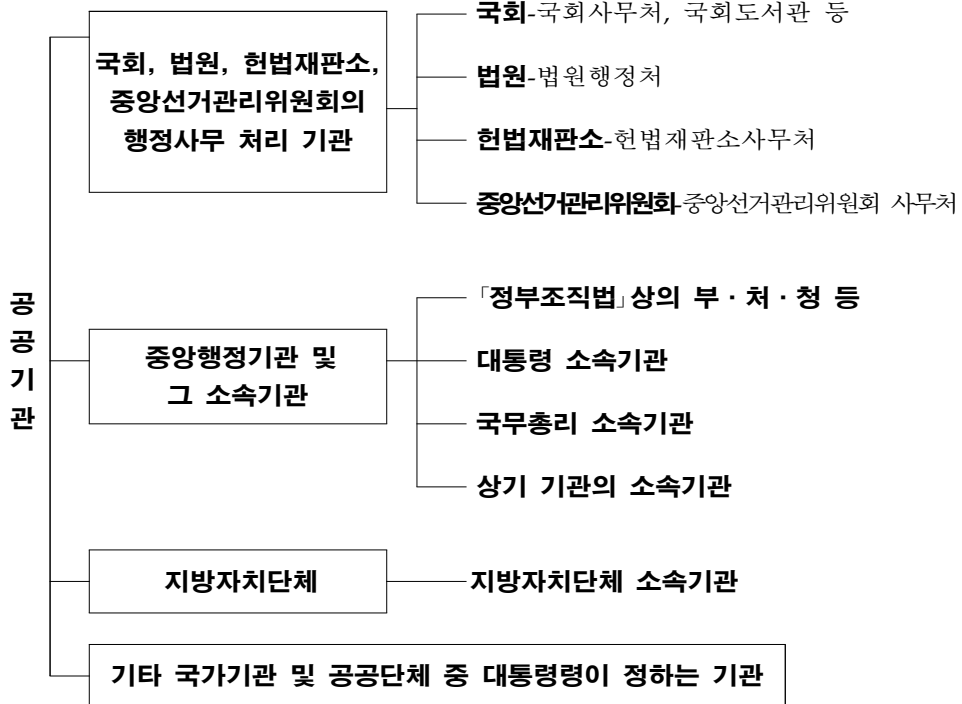 공공기관
국회, 법원, 헌법재판소,
중앙선거관리위원회의
행정사무 처리 기관
국회-국회사무처, 국회도서관 등
법원-법원행정처
헌법재판소-헌법재판소사무처
중앙선거관리위원회-중앙선거관리위원회 사무처
중앙행정기관 및
그 소속기관
「정부조직법」상의 부·처·청 등
대통령 소속기관
국무총리 소속기관
상기 기관의 소속기관
지방자치단체
지방자치단체 소속기관
기타 국가기관 및 공공단체 중 대통령령이 정하는 기관